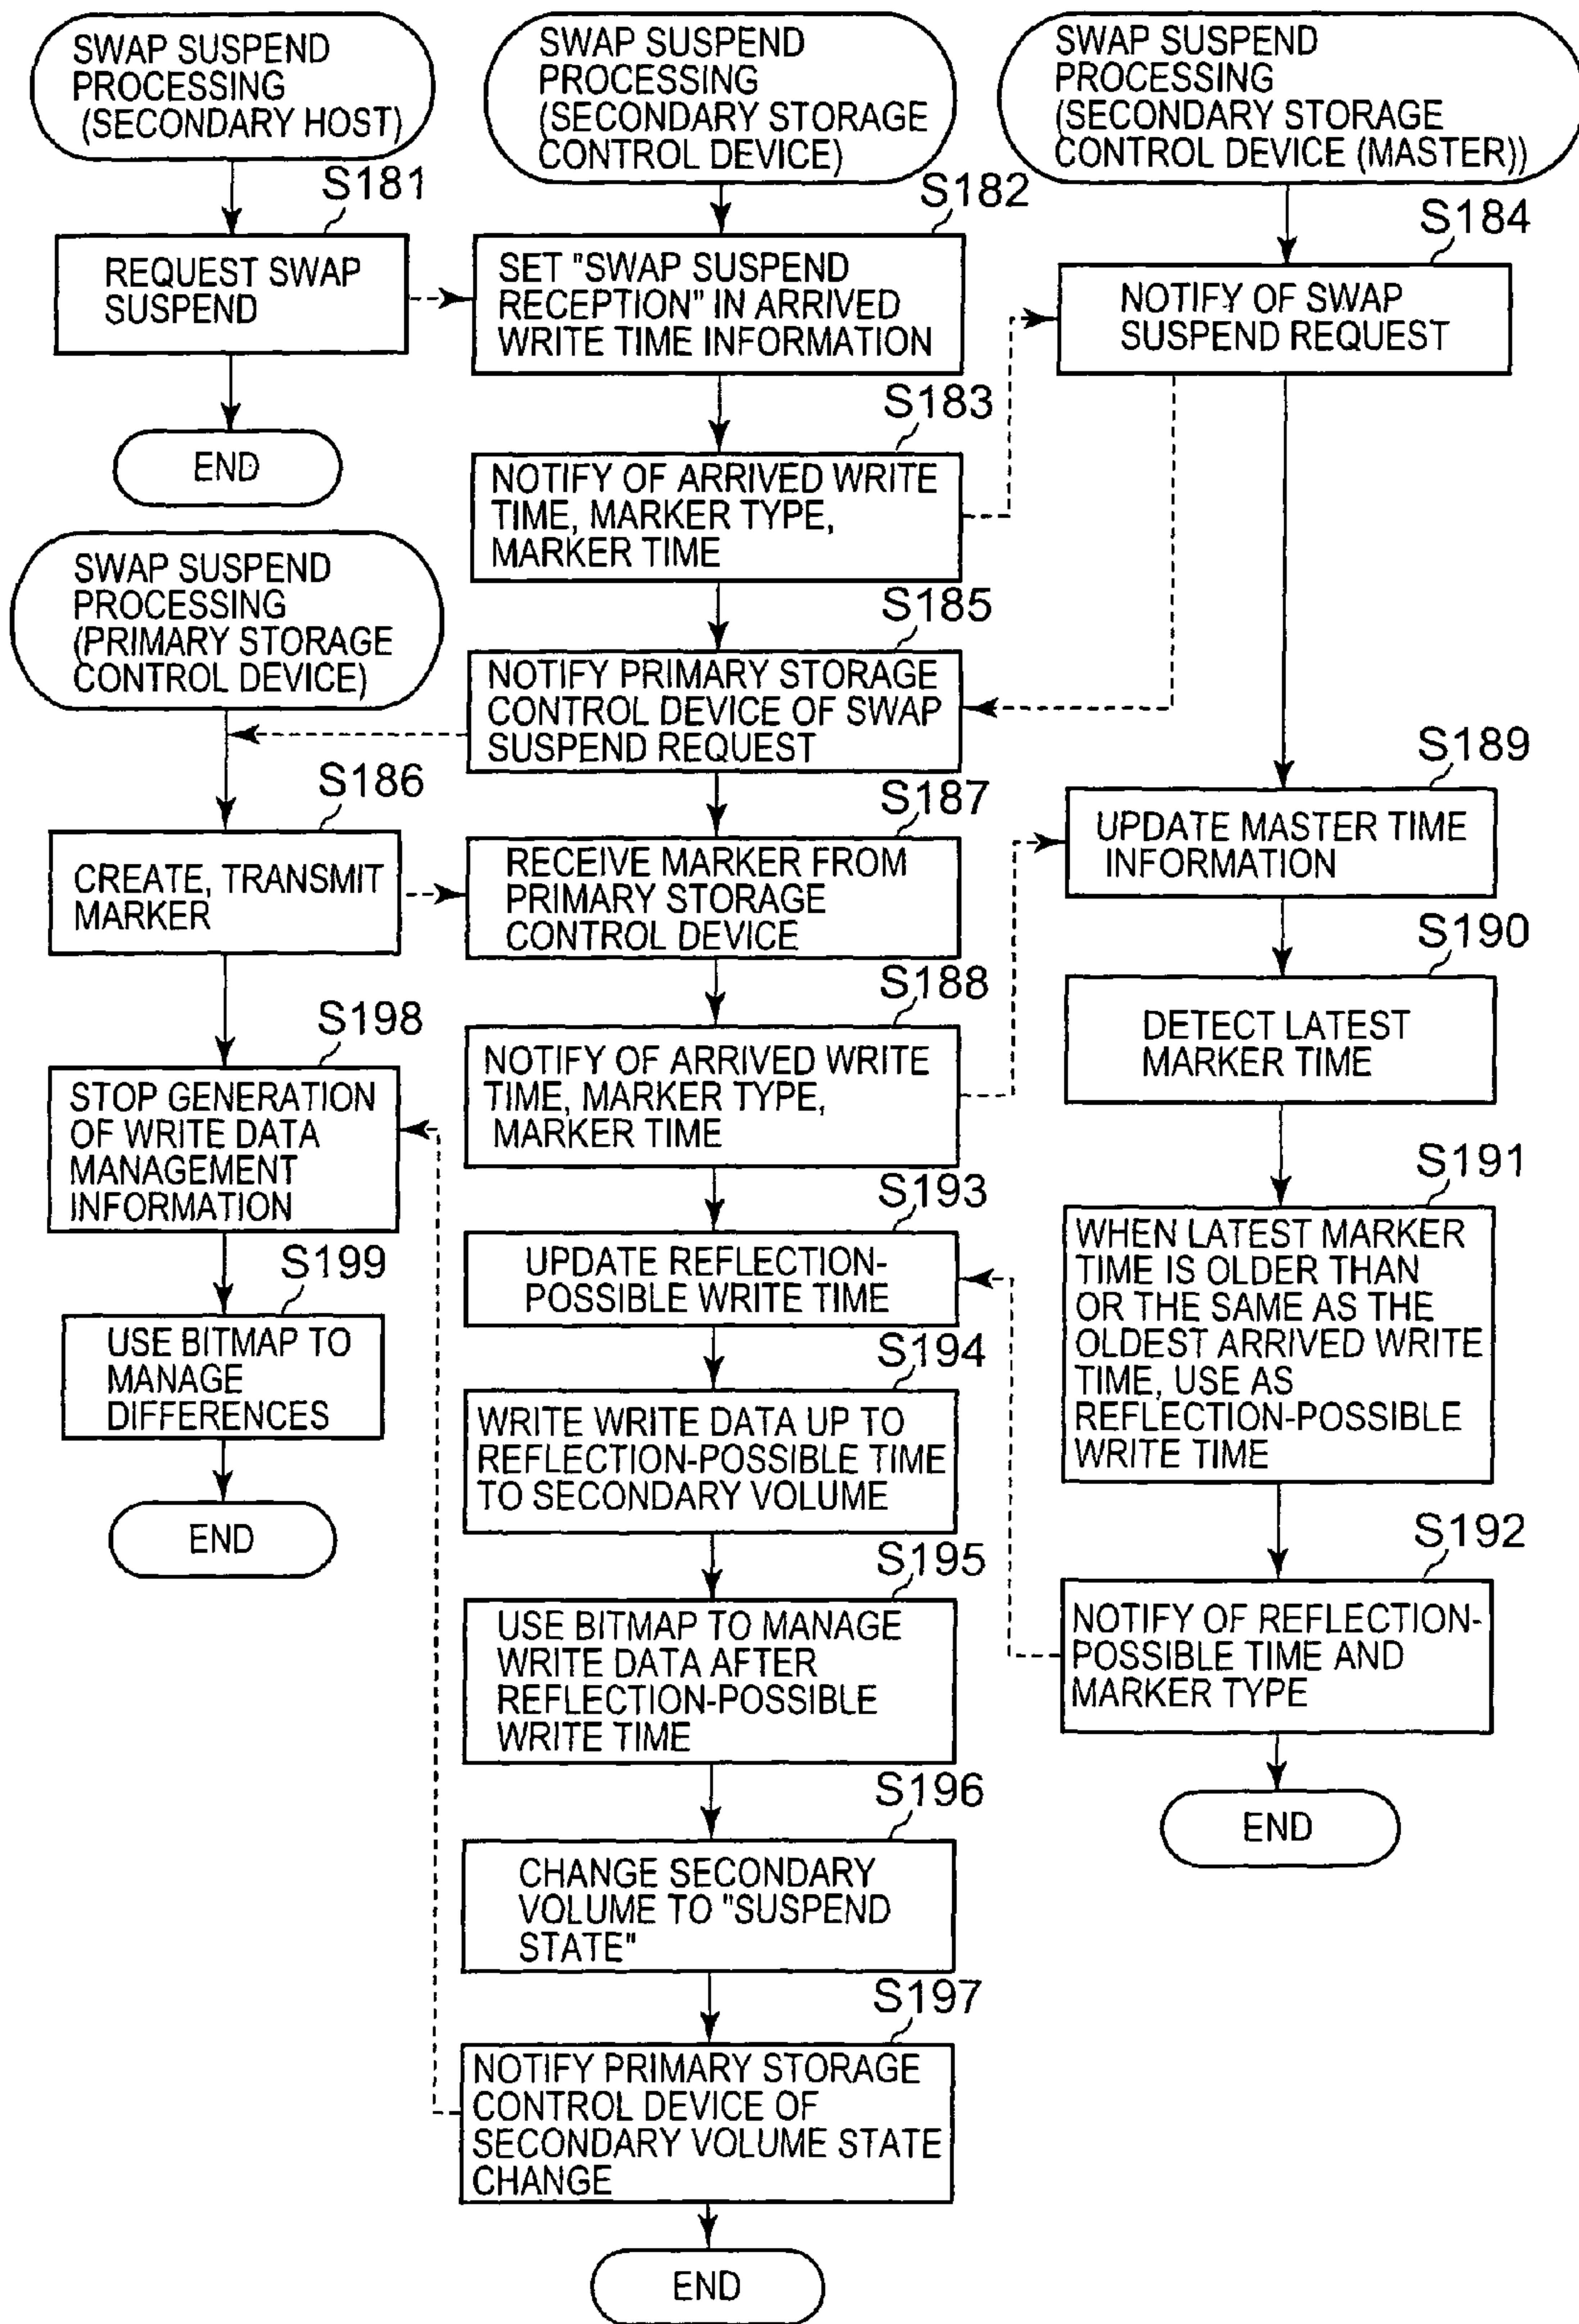 SWAP SUSPEND
PROCESSING
(SECONDARY HOST)
S181
REQUEST SWAP
SUSPEND
END
SWAP SUSPEND
PROCESSING
(PRIMARY STORAGE
CONTROL DEVICE)
S186
CREATE, TRANSMIT
MARKER
S198
STOP GENERATION
OF WRITE DATA
MANAGEMENT
INFORMATION
S199
USE BITMAP TO
MANAGE
DIFFERENCES
END
SWAP SUSPEND
PROCESSING
(SECONDARY STORAGE
CONTROL DEVICE)
S182
SET "SWAP SUSPEND
RECEPTION" IN ARRIVED
WRITE TIME INFORMATION
S183
NOTIFY OF ARRIVED WRITE
TIME, MARKER TYPE,
MARKER TIME
S185
NOTIFY PRIMARY STORAGE
CONTROL DEVICE OF SWAP
SUSPEND REQUEST
S187
RECEIVE MARKER FROM
PRIMARY STORAGE
CONTROL DEVICE
S188
NOTIFY OF ARRIVED WRITE
TIME, MARKER TYPE,
MARKER TIME
S193
UPDATE REFLECTION-
POSSIBLE WRITE TIME
S194
WRITE WRITE DATA UP TO
REFLECTION-POSSIBLE TIME
TO SECONDARY VOLUME
S195
USE BITMAP TO MANAGE
WRITE DATA AFTER
REFLECTION-POSSIBLE
WRITE TIME
S196
CHANGE SECONDARY
VOLUME TO "SUSPEND
STATE"
S197
NOTIFY PRIMARY STORAGE
CONTROL DEVICE OF
SECONDARY VOLUME STATE
CHANGE
END
SWAP SUSPEND
PROCESSING
(SECONDARY STORAGE
CONTROL DEVICE (MASTER))
S184
NOTIFY OF SWAP
SUSPEND REQUEST
S189
UPDATE MASTER TIME
INFORMATION
S190
DETECT LATEST
MARKER TIME
S191
WHEN LATEST MARKER
TIME IS OLDER THAN
OR THE SAME AS THE
OLDEST ARRIVED WRITE
TIME, USE AS
REFLECTION-POSSIBLE
WRITE TIME
S192
NOTIFY OF REFLECTION-
POSSIBLE TIME AND
MARKER TYPE
END